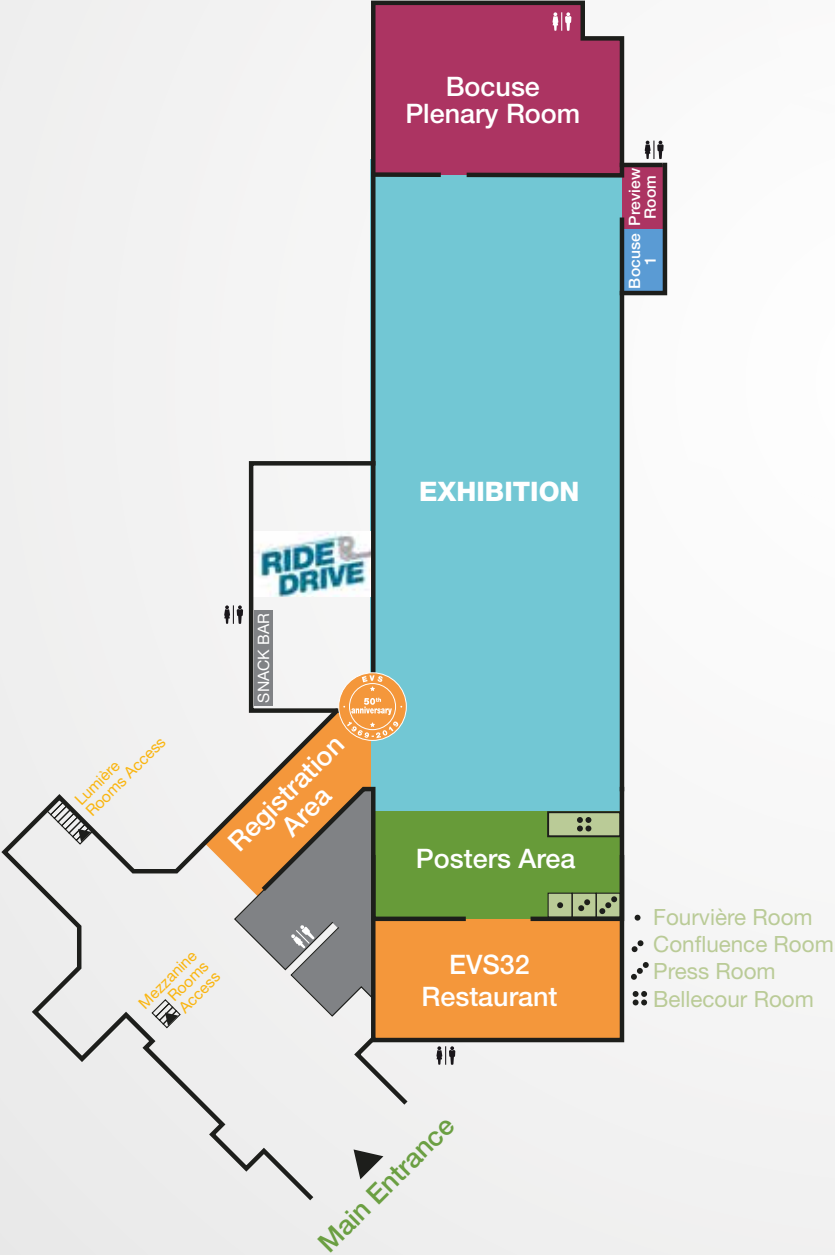 Bocuse
Plenary Room
Preview
Room
Bocuse
1
EXHIBITION
RIDE
DRIVE
SNACK BAR
EVS
50th
anniversary
1969-2019
Registration
Area
Lumière
Rooms Access
Posters Area
Fourvière Room
Confluence Room
Press Room
Bellecour Room
EVS32
Restaurant
Mezzanine
Rooms
Access
Main Entrance